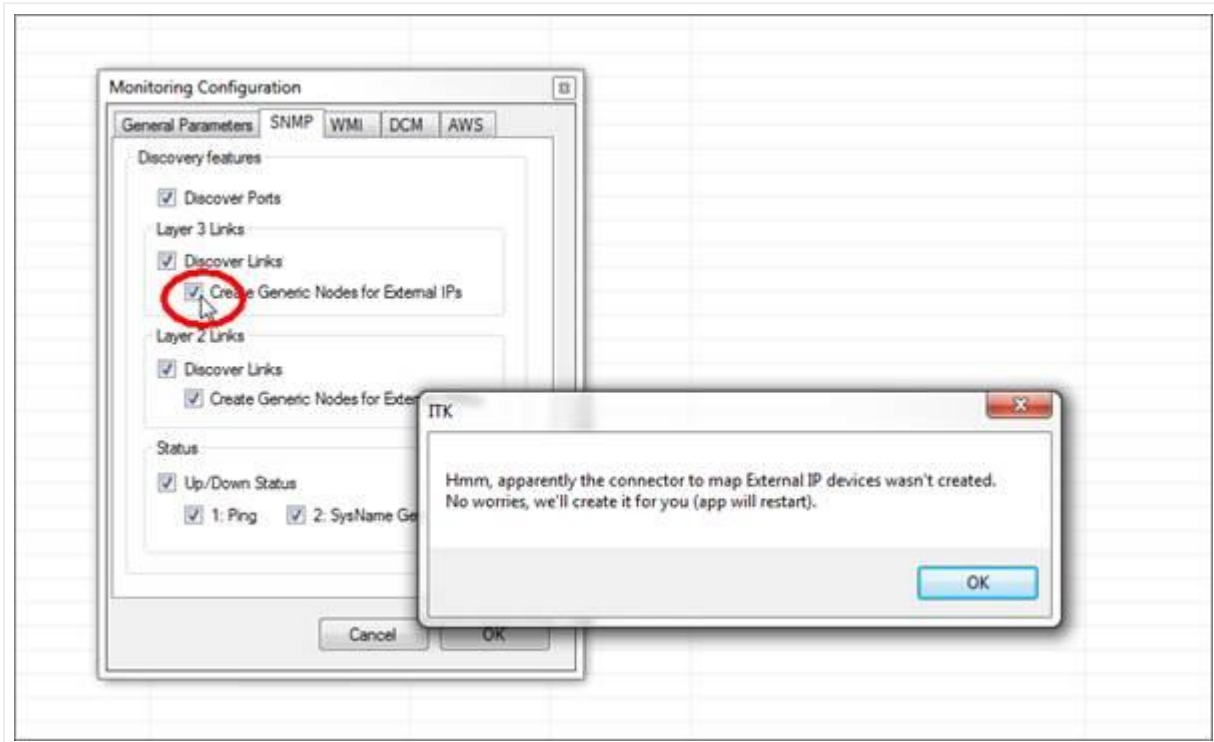 Monitoring Configuration
General Parameters SNMP WMI DCM AWS
Discovery features
Discover Ports
Layer 3 Links
Discover Links
Create Generic Nodes for External IPs
Layer 2 Links
Discover Links
Create Generic Nodes for
Status
Up/Down Status
1: Ping 2: SysName
Cancel OK
ITK
Hmm, apparently the connector to map External IP devices wasn't created.
No worries, we'll create it for you (app will restart).
OK